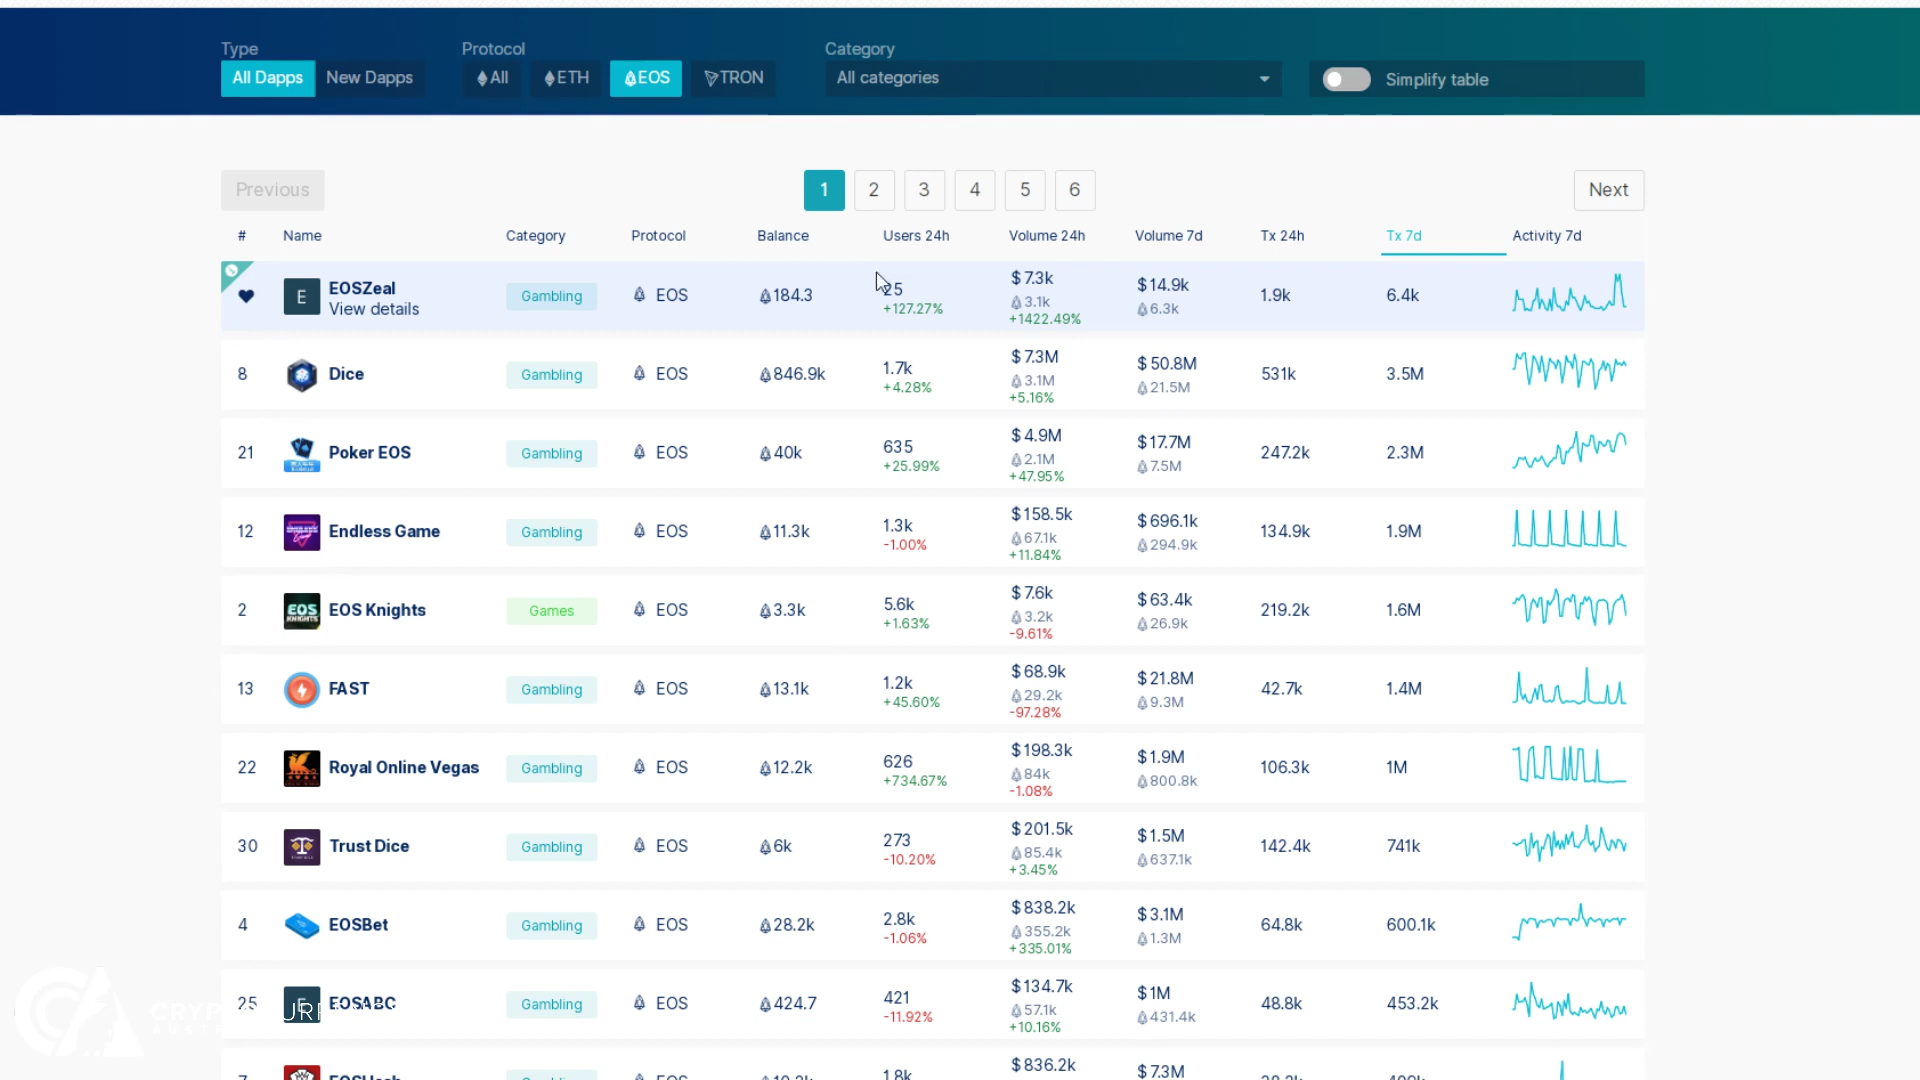 Type Protocol Category
All Dapps New Dapps All ETH EOS TRON All categories Simplify table
Previous 1 2 3 4 5 6 Next
# Name Category Protocol Balance Users 24h Volume 24h Volume 7d Tx 24h Tx 7d Activity 7d
E EOSZeal View details Gambling EOS 184.3 25 +127.27% $ 7.3k 3.1k +1422.49% $ 14.9k 6.3k 1.9k 6.4k
8 Dice Gambling EOS 846.9k 1.7k +4.28% $ 7.3M 3.1M +5.16% $ 50.8M 21.5M 531k 3.5M
21 Poker EOS Gambling EOS 40k 635 +25.99% $ 4.9M 2.1M +47.95% $ 17.7M 7.5M 247.2k 2.3M
12 Endless Game Gambling EOS 11.3k 1.3k -1.00% $ 158.5k 67.1k +11.84% $ 696.1k 294.9k 134.9k 1.9M
2 EOS KNIGHTS EOS Knights Games EOS 3.3k 5.6k +1.63% $ 7.6k 3.2k -9.61% $ 63.4k 26.9k 219.2k 1.6M
13 FAST Gambling EOS 13.1k 1.2k +45.60% $ 68.9k 29.2k -97.28% $ 21.8M 9.3M 42.7k 1.4M
22 Royal Online Vegas Gambling EOS 12.2k 626 +734.67% $ 198.3k 84k -1.08% $ 1.9M 800.8k 106.3k 1M
30 Trust Dice Gambling EOS 6k 273 -10.20% $ 201.5k 85.4k +3.45% $ 1.5M 637.1k 142.4k 741k
4 EOSBet Gambling EOS 28.2k 2.8k -1.06% $ 838.2k 355.2k +335.01% $ 3.1M 1.3M 64.8k 600.1k
25 E EOSABC Gambling EOS 424.7 421 -11.92% $ 134.7k 57.1k +10.16% $ 1M 431.4k 48.8k 453.2k
1.8k $ 836.2k $ 7.3M